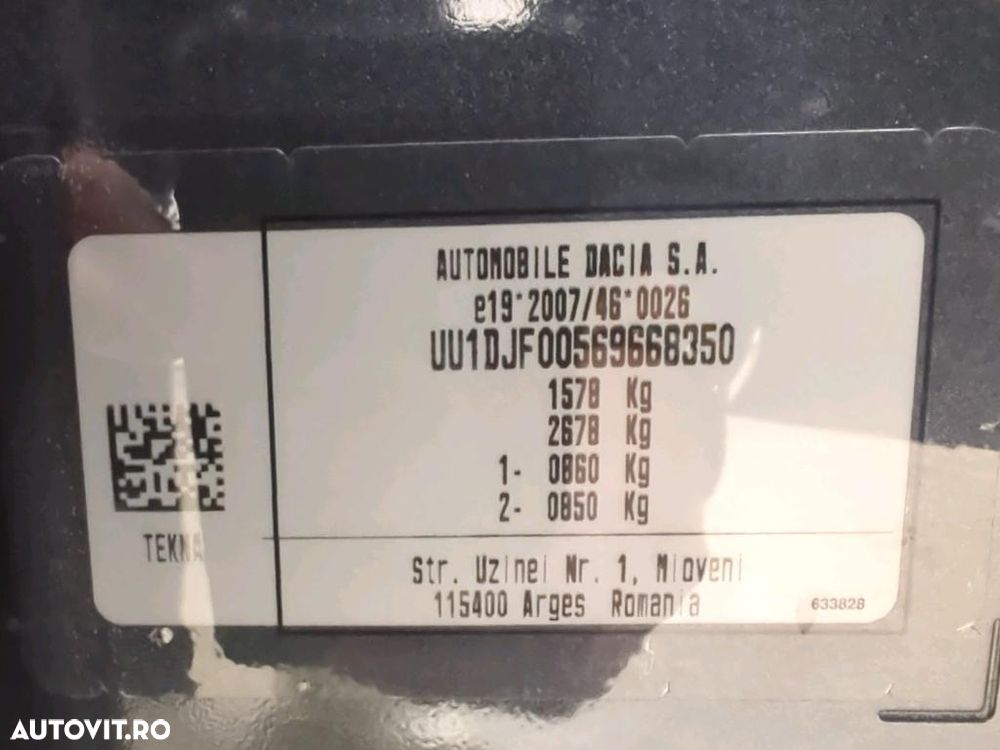 AUTOMOBILE DACIA S.A.
e19*2007/46*0026
UU1DJF00569668350
1578 Kg
2678 Kg
1- 0860 Kg
2- 0850 Kg
TEKNA
Str. Uzinei Nr. 1, Mioveni
115400 Arges Romania
633828
AUTOVIT.RO